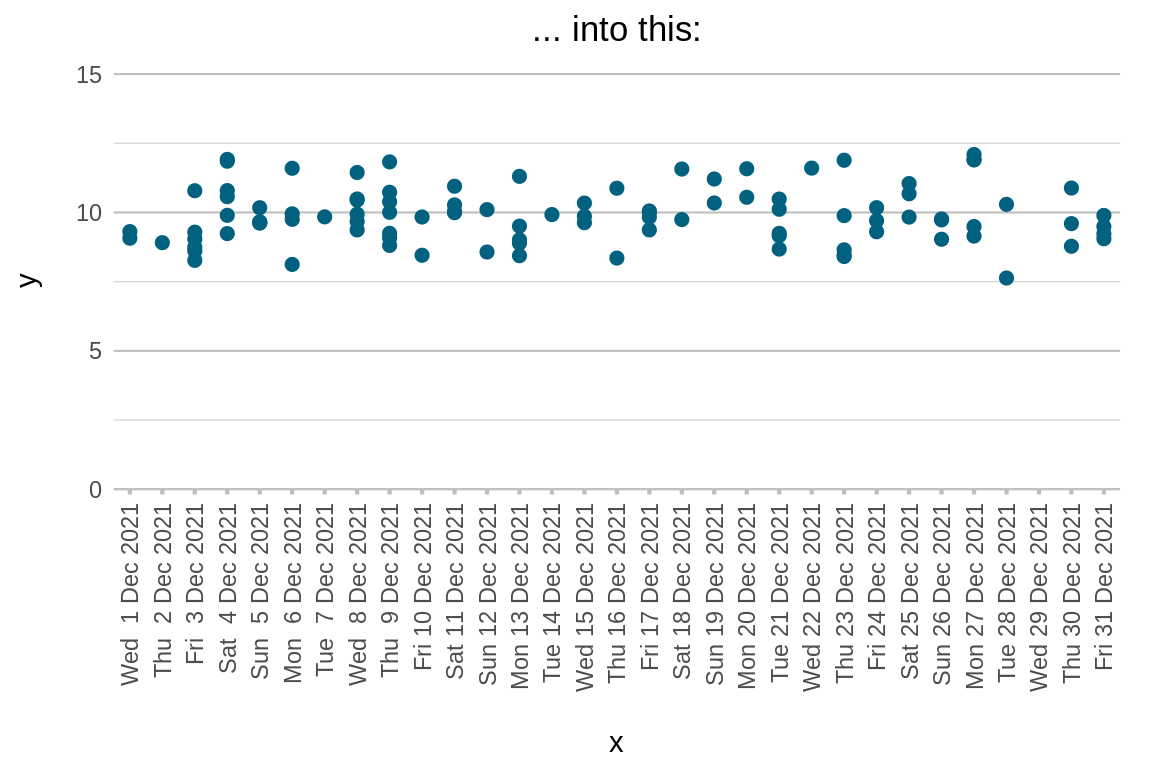 ... into this:
15
10
5
0
y
Wed  1 Dec 2021
Thu  2 Dec 2021
Fri  3 Dec 2021
Sat  4 Dec 2021
Sun  5 Dec 2021
Mon  6 Dec 2021
Tue  7 Dec 2021
Wed  8 Dec 2021
Thu  9 Dec 2021
Fri 10 Dec 2021
Sat 11 Dec 2021
Sun 12 Dec 2021
Mon 13 Dec 2021
Tue 14 Dec 2021
Wed 15 Dec 2021
Thu 16 Dec 2021
Fri 17 Dec 2021
Sat 18 Dec 2021
Sun 19 Dec 2021
Mon 20 Dec 2021
Tue 21 Dec 2021
Wed 22 Dec 2021
Thu 23 Dec 2021
Fri 24 Dec 2021
Sat 25 Dec 2021
Sun 26 Dec 2021
Mon 27 Dec 2021
Tue 28 Dec 2021
Wed 29 Dec 2021
Thu 30 Dec 2021
Fri 31 Dec 2021
x